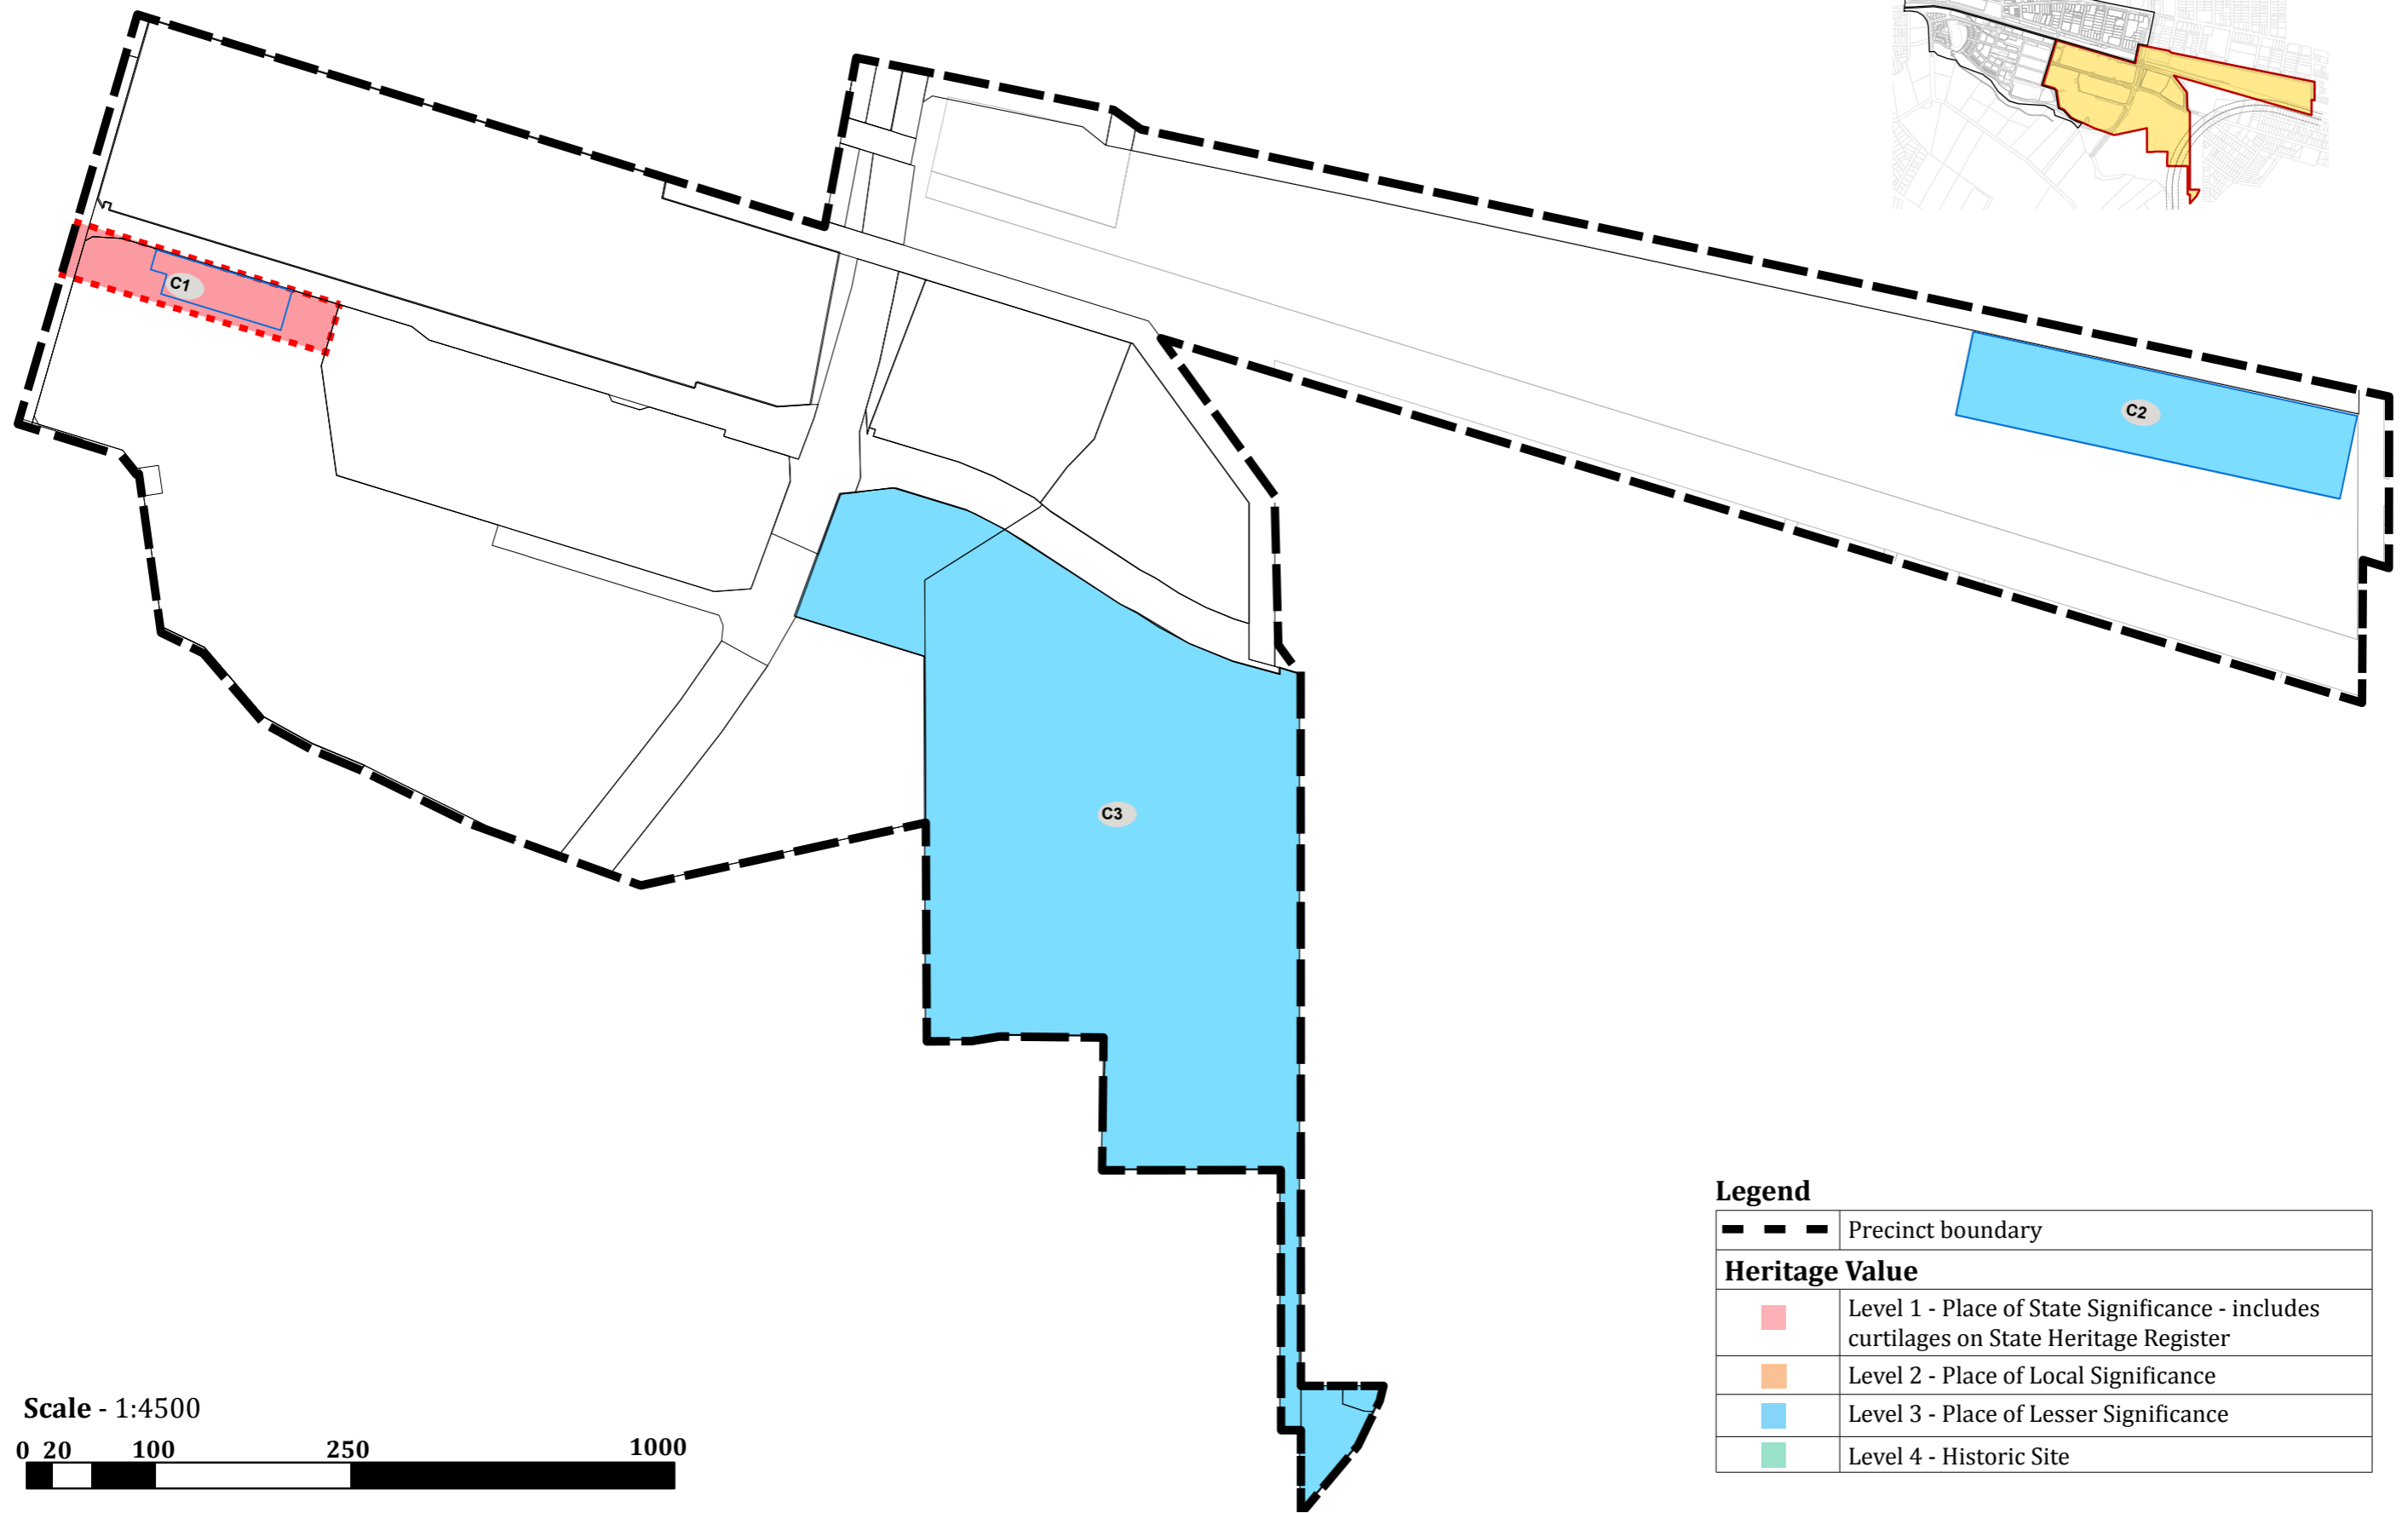 C1
C2
C3
Legend
Precinct boundary
Heritage Value
Level 1 - Place of State Significance - includes
curtilages on State Heritage Register
Level 2 - Place of Local Significance
Level 3 - Place of Lesser Significance
Level 4 - Historic Site
Scale - 1:4500
0 20 100 250 1000